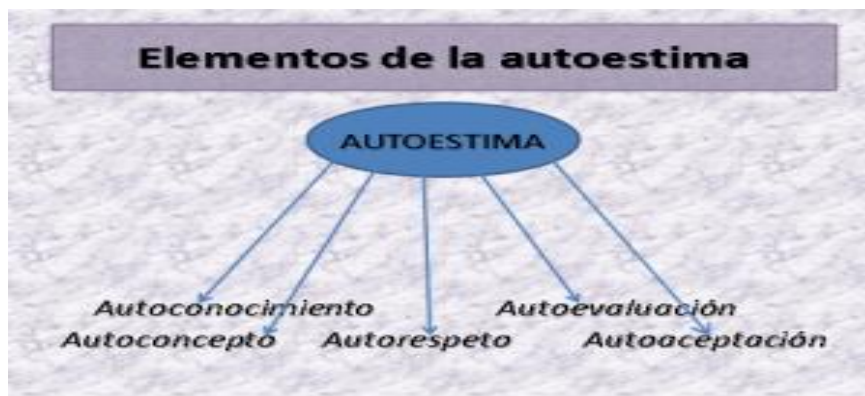 Elementos de la autoestima
AUTOESTIMA
Autoconocimiento Autoevaluación
Autoconcepto Autorespeto Autoaceptación